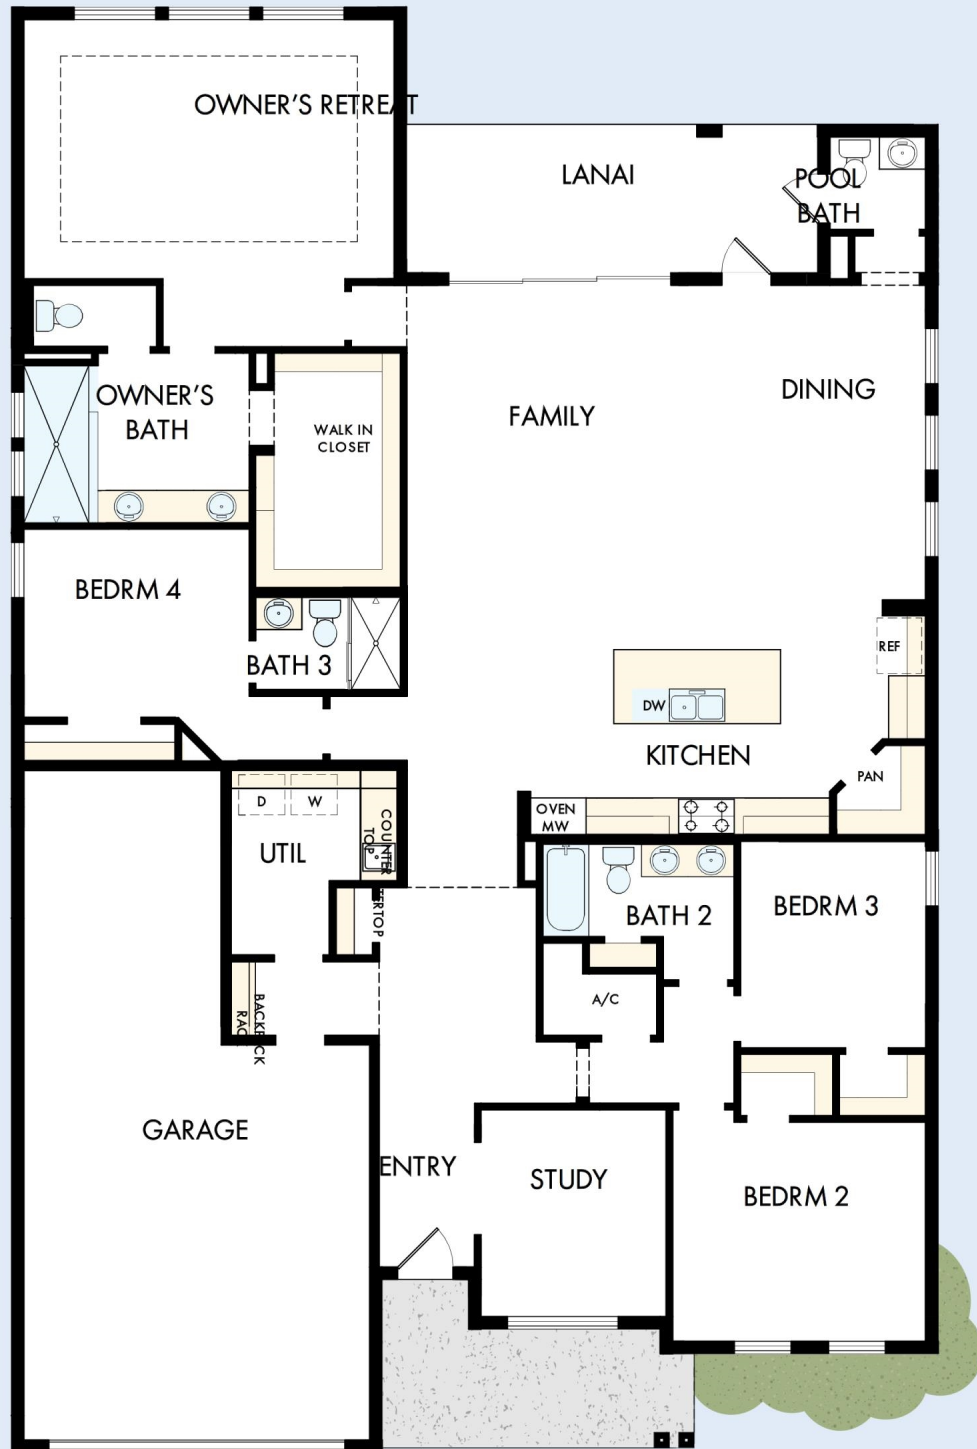 OWNER'S RETREAT
LANAI
POOL
BATH
OWNER'S
BATH
WALK IN
CLOSET
FAMILY
DINING
BEDRM 4
BATH 3
REF
DW
KITCHEN
PAN
OVEN
MW
D
W
COUNTER
TOP
UTIL
ERTOP
BATH 2
BEDRM 3
A/C
BACKPACK
RACK
GARAGE
ENTRY
STUDY
BEDRM 2